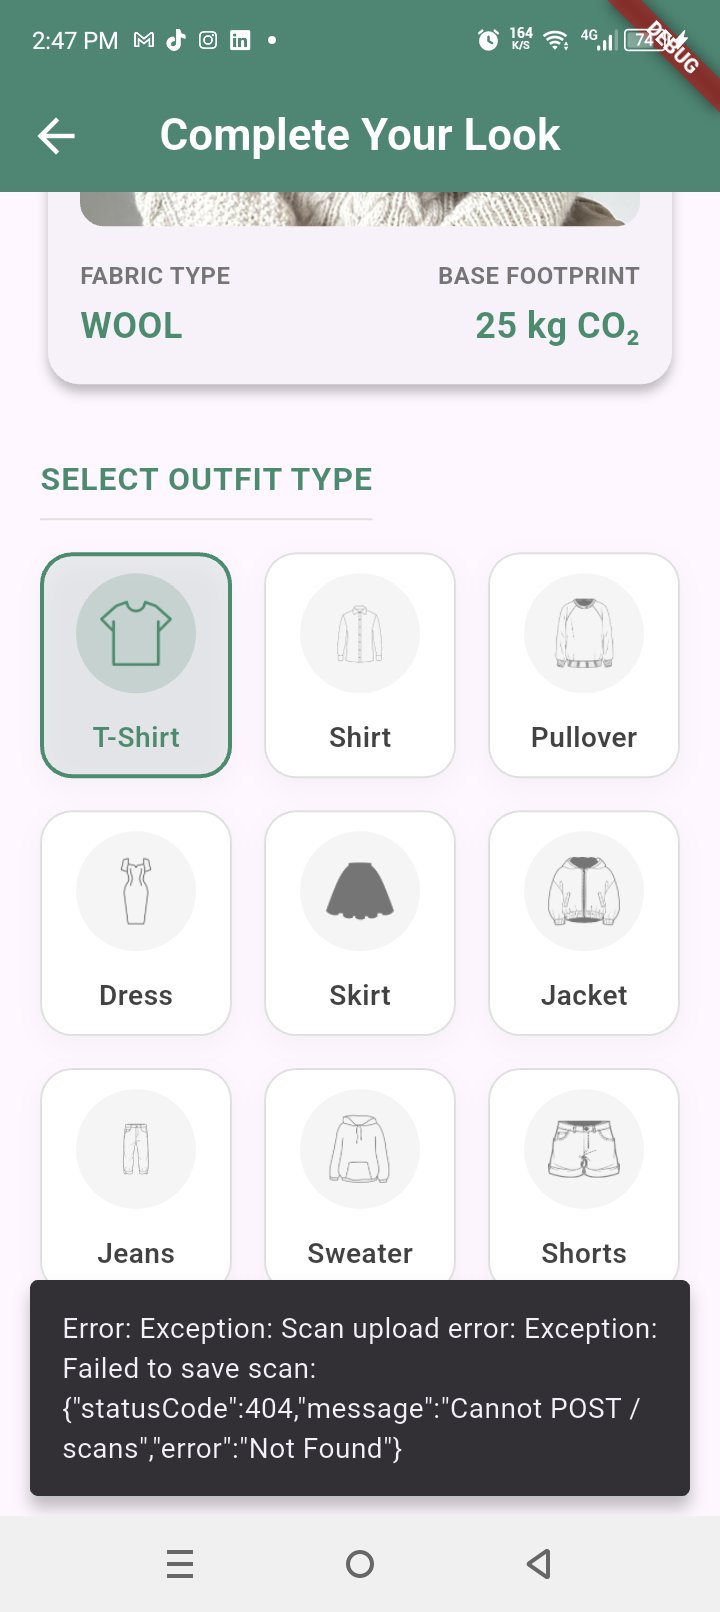 2:47 PM
164
K/S
4G
74
DEBUG
Complete Your Look
FABRIC TYPE
BASE FOOTPRINT
WOOL
25 kg CO₂
SELECT OUTFIT TYPE
T-Shirt
Shirt
Pullover
Dress
Skirt
Jacket
Jeans
Sweater
Shorts
Error: Exception: Scan upload error: Exception:
Failed to save scan:
{"statusCode":404,"message":"Cannot POST /
scans","error":"Not Found"}